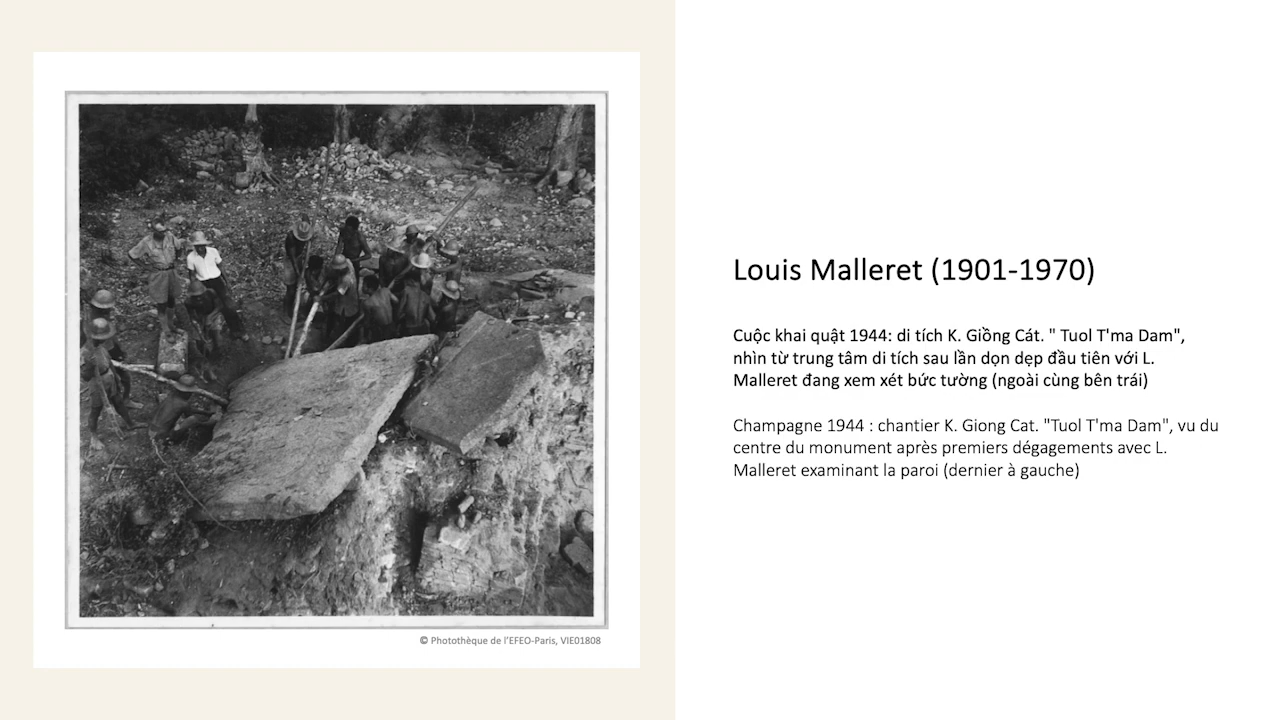 Louis Malleret (1901-1970)
Cuộc khai quật 1944: di tích K. Giồng Cát. " Tuol T'ma Dam",
nhìn từ trung tâm di tích sau lần dọn dẹp đầu tiên với L.
Malleret đang xem xét bức tường (ngoài cùng bên trái)
Champagne 1944 : chantier K. Giong Cat. "Tuol T'ma Dam", vu du
centre du monument après premiers dégagements avec L.
Malleret examinant la paroi (dernier à gauche)
© Photothèque de l'EFEO-Paris, VIE01808